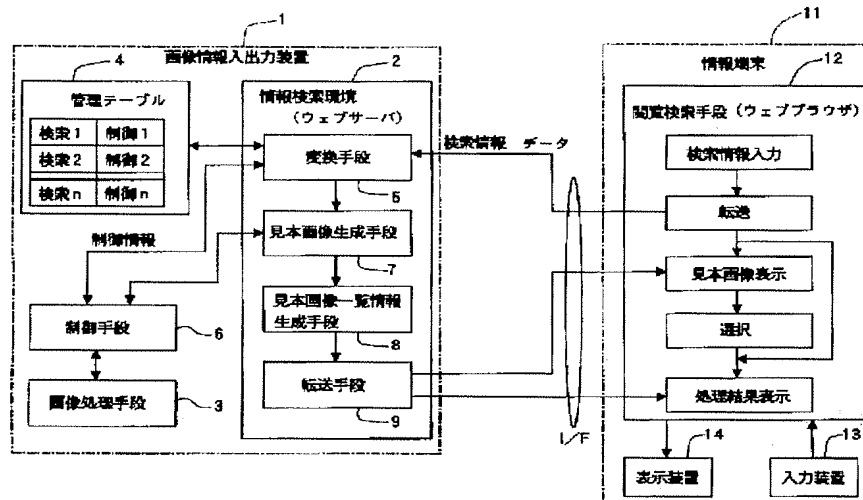 1
画像情報入出力装置
4
管理テーブル
検索1 制御1
検索2 制御2
検索n 制御n
2
情報検索環境
(ウェブサーバ)
変換手段
5
見本画像生成手段
7
見本画像一覧情報
生成手段
8
転送手段
9
制御情報
制御手段
6
画像処理手段
3
検索情報 データ
I/F
11
情報端末
12
閲覧検索手段(ウェブブラウザ)
検索情報入力
転送
見本画像表示
選択
処理結果表示
14
表示装置
13
入力装置